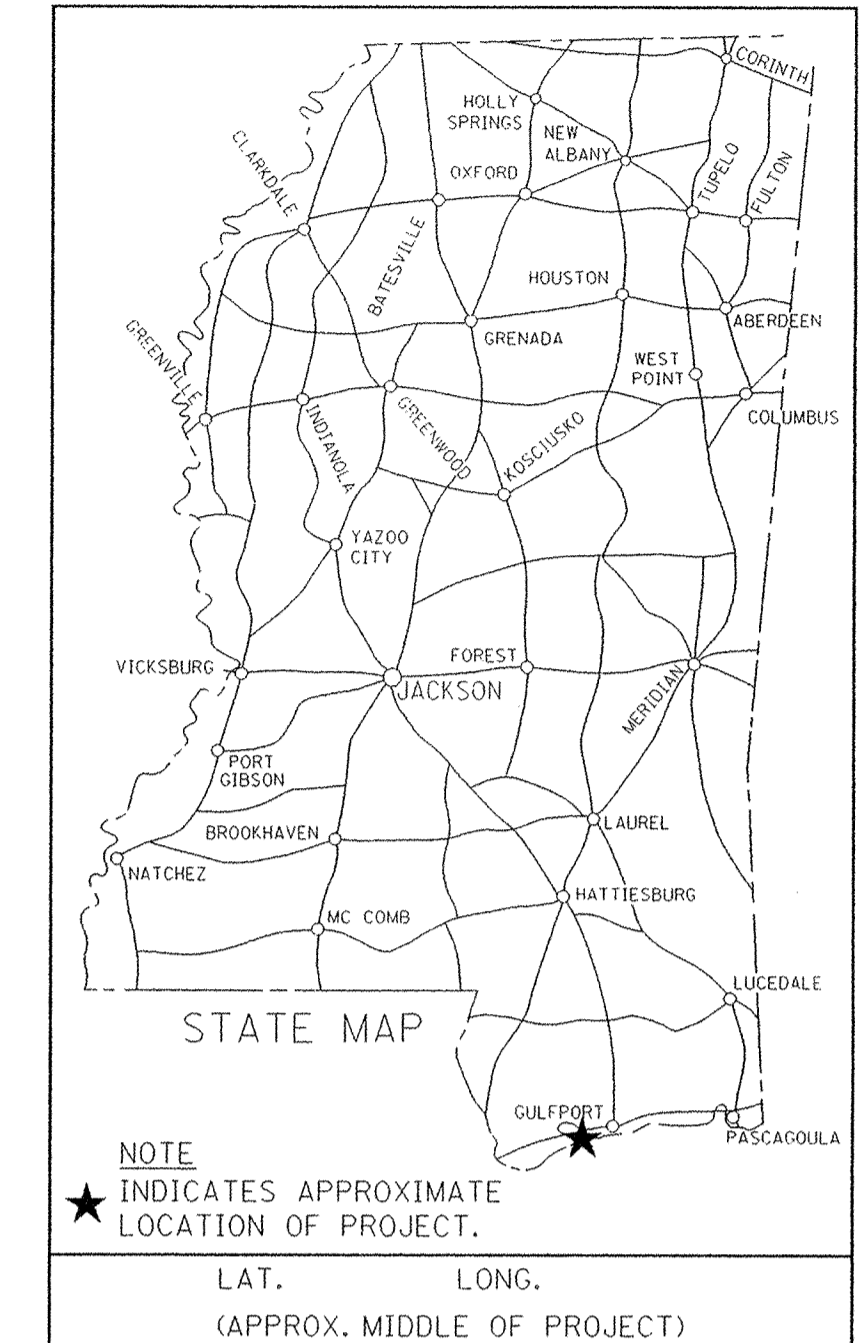 CORINTH
HOLLY
SPRINGS
NEW
ALBANY
CLARKDALE
OXFORD
TUPELO
FULTON
BATESVILLE
HOUSTON
ABERDEEN
GREENVILLE
GRENADA
WEST
POINT
COLUMBUS
INDIANOLA
GREENWOOD
KOSCIUSKO
YAZOO
CITY
VICKSBURG
FOREST
JACKSON
MERIDIAN
PORT
GIBSON
BROOKHAVEN
LAUREL
NATCHEZ
HATTIESBURG
MC COMB
LUCEDALE
STATE MAP
GULFPORT
PASCAGOULA
NOTE
INDICATES APPROXIMATE
LOCATION OF PROJECT.
LAT. LONG.
(APPROX. MIDDLE OF PROJECT)